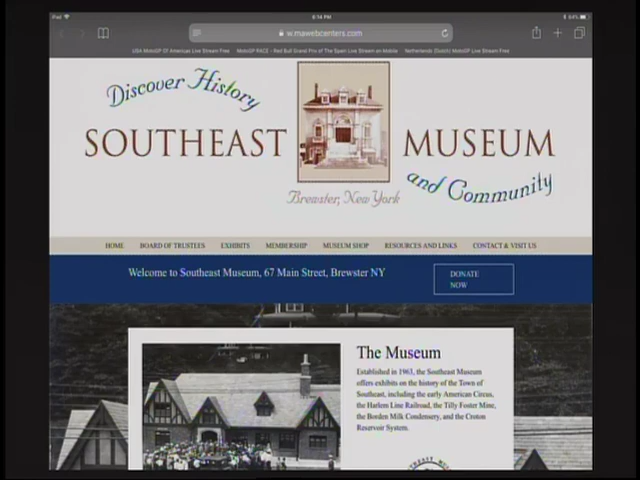 iPad
6:14 PM
64%
w.mawebcenters.com
USA MotoGP Of Americas Live Stream Free
MotoGP RACE - Red Bull Grand Prix of The Spain Live Stream on Mobile
Netherlands (Dutch) MotoGP Live Stream Free
Discover History
SOUTHEAST MUSEUM
Brewster, New York
and Community
HOME BOARD OF TRUSTEES EXHIBITS MEMBERSHIP MUSEUM SHOP RESOURCES AND LINKS CONTACT & VISIT US
Welcome to Southeast Museum, 67 Main Street, Brewster NY
DONATE
NOW
The Museum
Established in 1963, the Southeast Museum
offers exhibits on the history of the Town of
Southeast, including the early American Circus,
the Harlem Line Railroad, the Tilly Foster Mine,
the Borden Milk Condensery, and the Croton
Reservoir System.